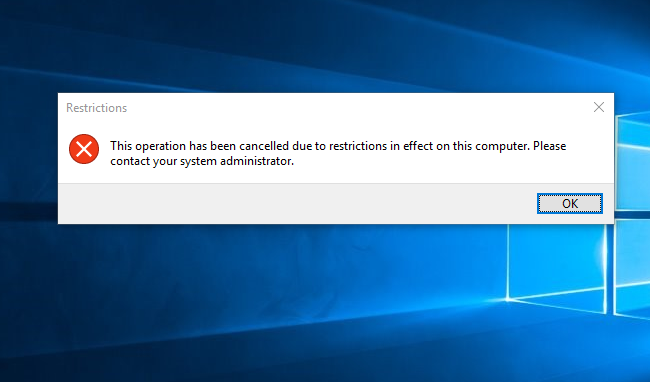 Restrictions
This operation has been cancelled due to restrictions in effect on this computer. Please
contact your system administrator.
OK